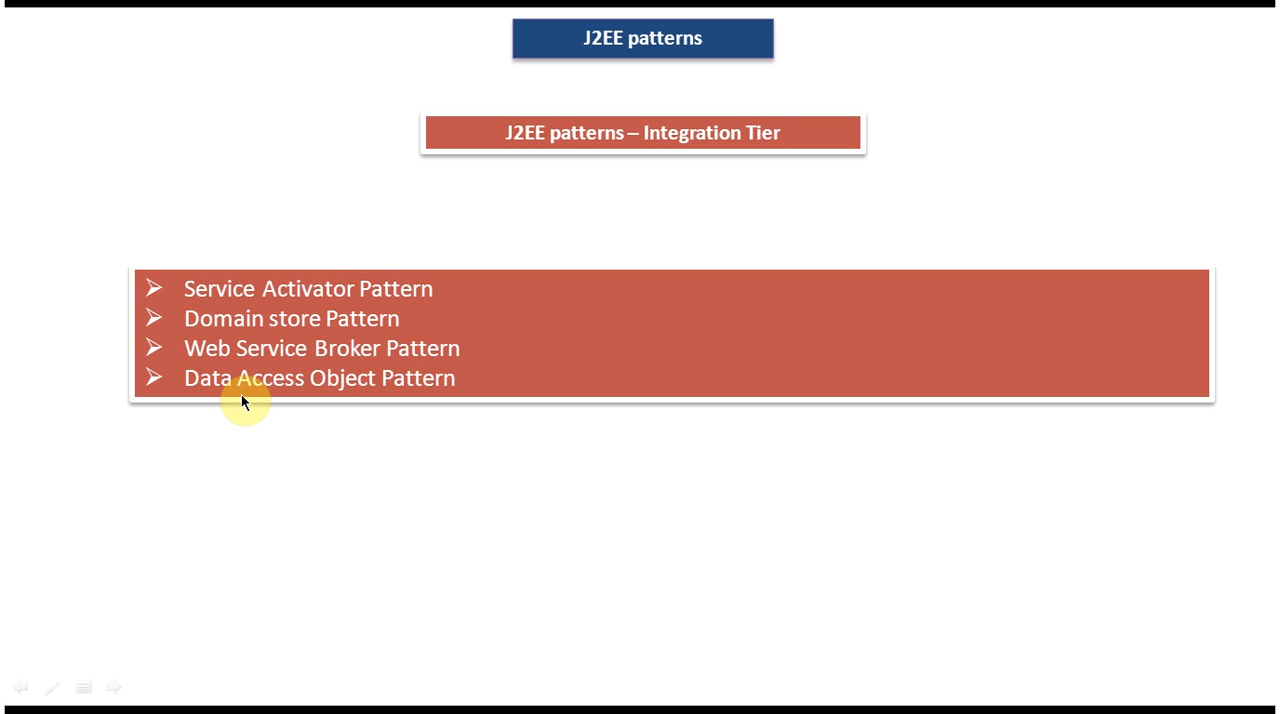 J2EE patterns
J2EE patterns – Integration Tier
Service Activator Pattern
Domain store Pattern
Web Service Broker Pattern
Data Access Object Pattern